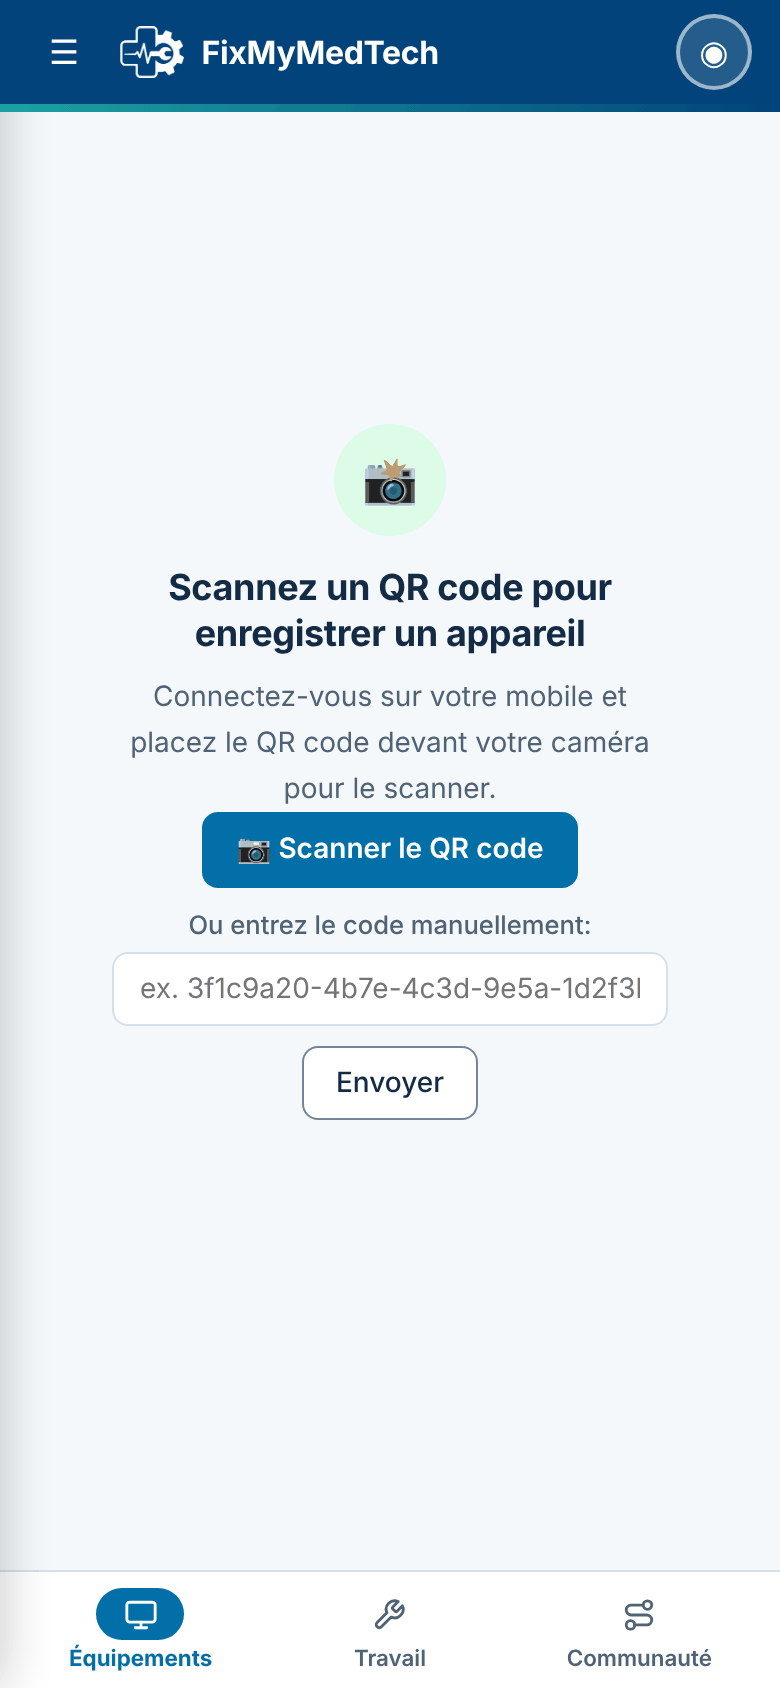 FixMyMedTech
Scannez un QR code pour
enregistrer un appareil
Connectez-vous sur votre mobile et
placez le QR code devant votre caméra
pour le scanner.
Scanner le QR code
Ou entrez le code manuellement:
ex. 3f1c9a20-4b7e-4c3d-9e5a-1d2f3
Envoyer
Équipements
Travail
Communauté